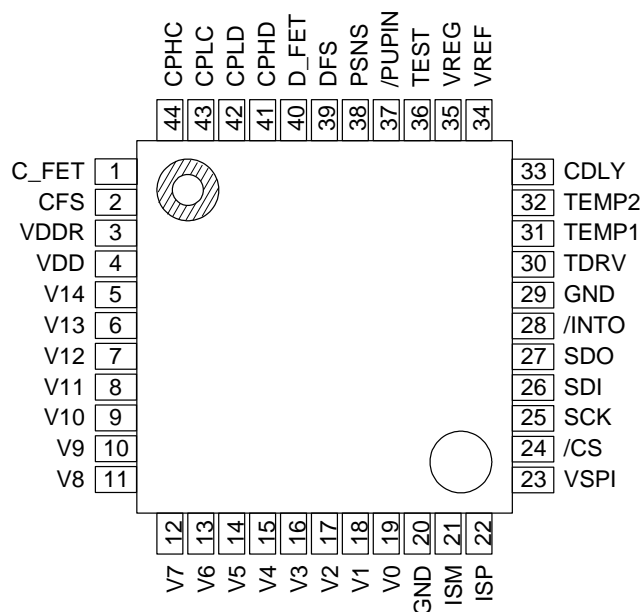 CPHC CPLC CPLD CPHD D_FET DFS PSNS /PUPIN TEST VREG VREF
44 43 42 41 40 39 38 37 36 35 34
C_FET 1 33 CDLY
CFS 2 32 TEMP2
VDDR 3 31 TEMP1
VDD 4 30 TDRV
V14 5 29 GND
V13 6 28 /INTO
V12 7 27 SDO
V11 8 26 SDI
V10 9 25 SCK
V9 10 24 /CS
V8 11 23 VSPI
12 13 14 15 16 17 18 19 20 21 22
V7 V6 V5 V4 V3 V2 V1 V0 GND ISM ISP